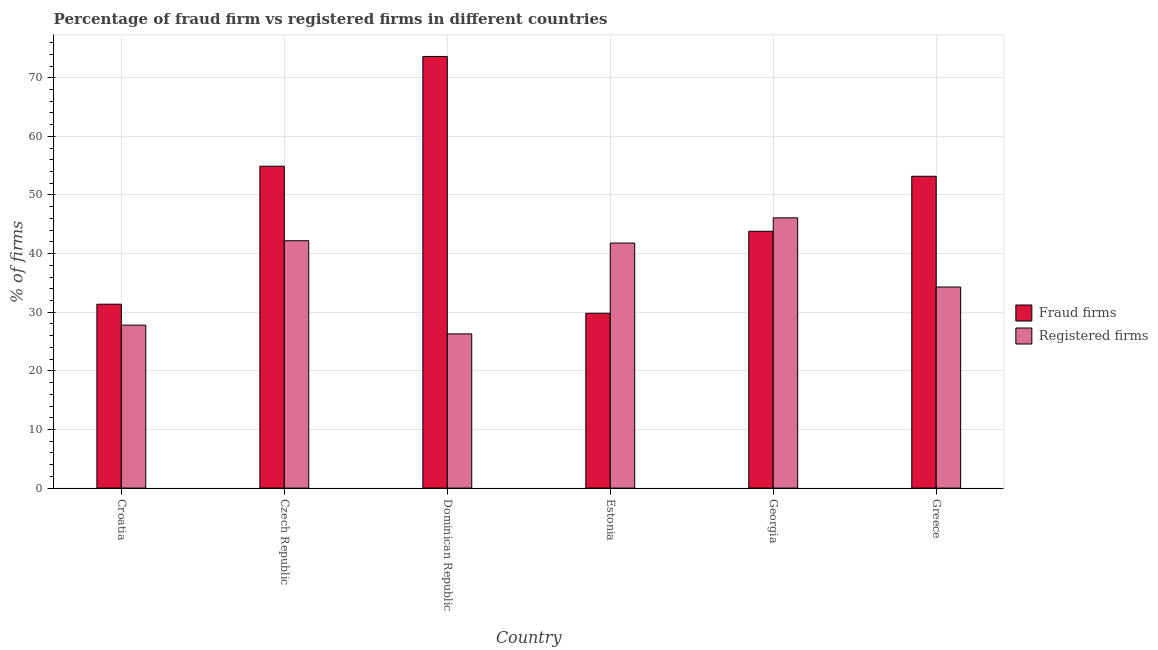 Percentage of fraud firm vs registered firms in different countries
% of firms
70
60
50
40
30
20
10
0
Croatia
Czech Republic
Dominican Republic
Estonia
Georgia
Greece
Country
Fraud firms
Registered firms